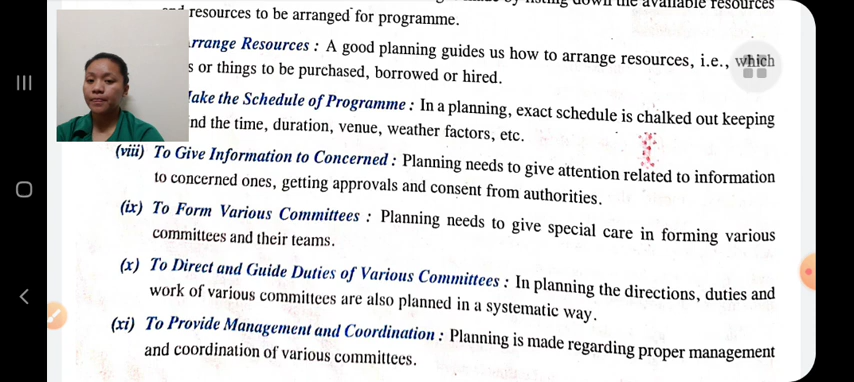 down the available resources
resources to be arranged for programme.
rrange Resources : A good planning guides us how to arrange resources, i.e., which
s or things to be purchased, borrowed or hired.
ake the Schedule of Programme : In a planning, exact schedule is chalked out keeping
nd the time, duration, venue, weather factors, etc.
(viii) To Give Information to Concerned : Planning needs to give attention related to information
to concerned ones, getting approvals and consent from authorities.
(ix) To Form Various Committees : Planning needs to give special care in forming various
committees and their teams.
(x) To Direct and Guide Duties of Various Committees : In planning the directions, duties and
work of various committees are also planned in a systematic way.
(xi) To Provide Management and Coordination : Planning is made regarding proper management
and coordination of various committees.